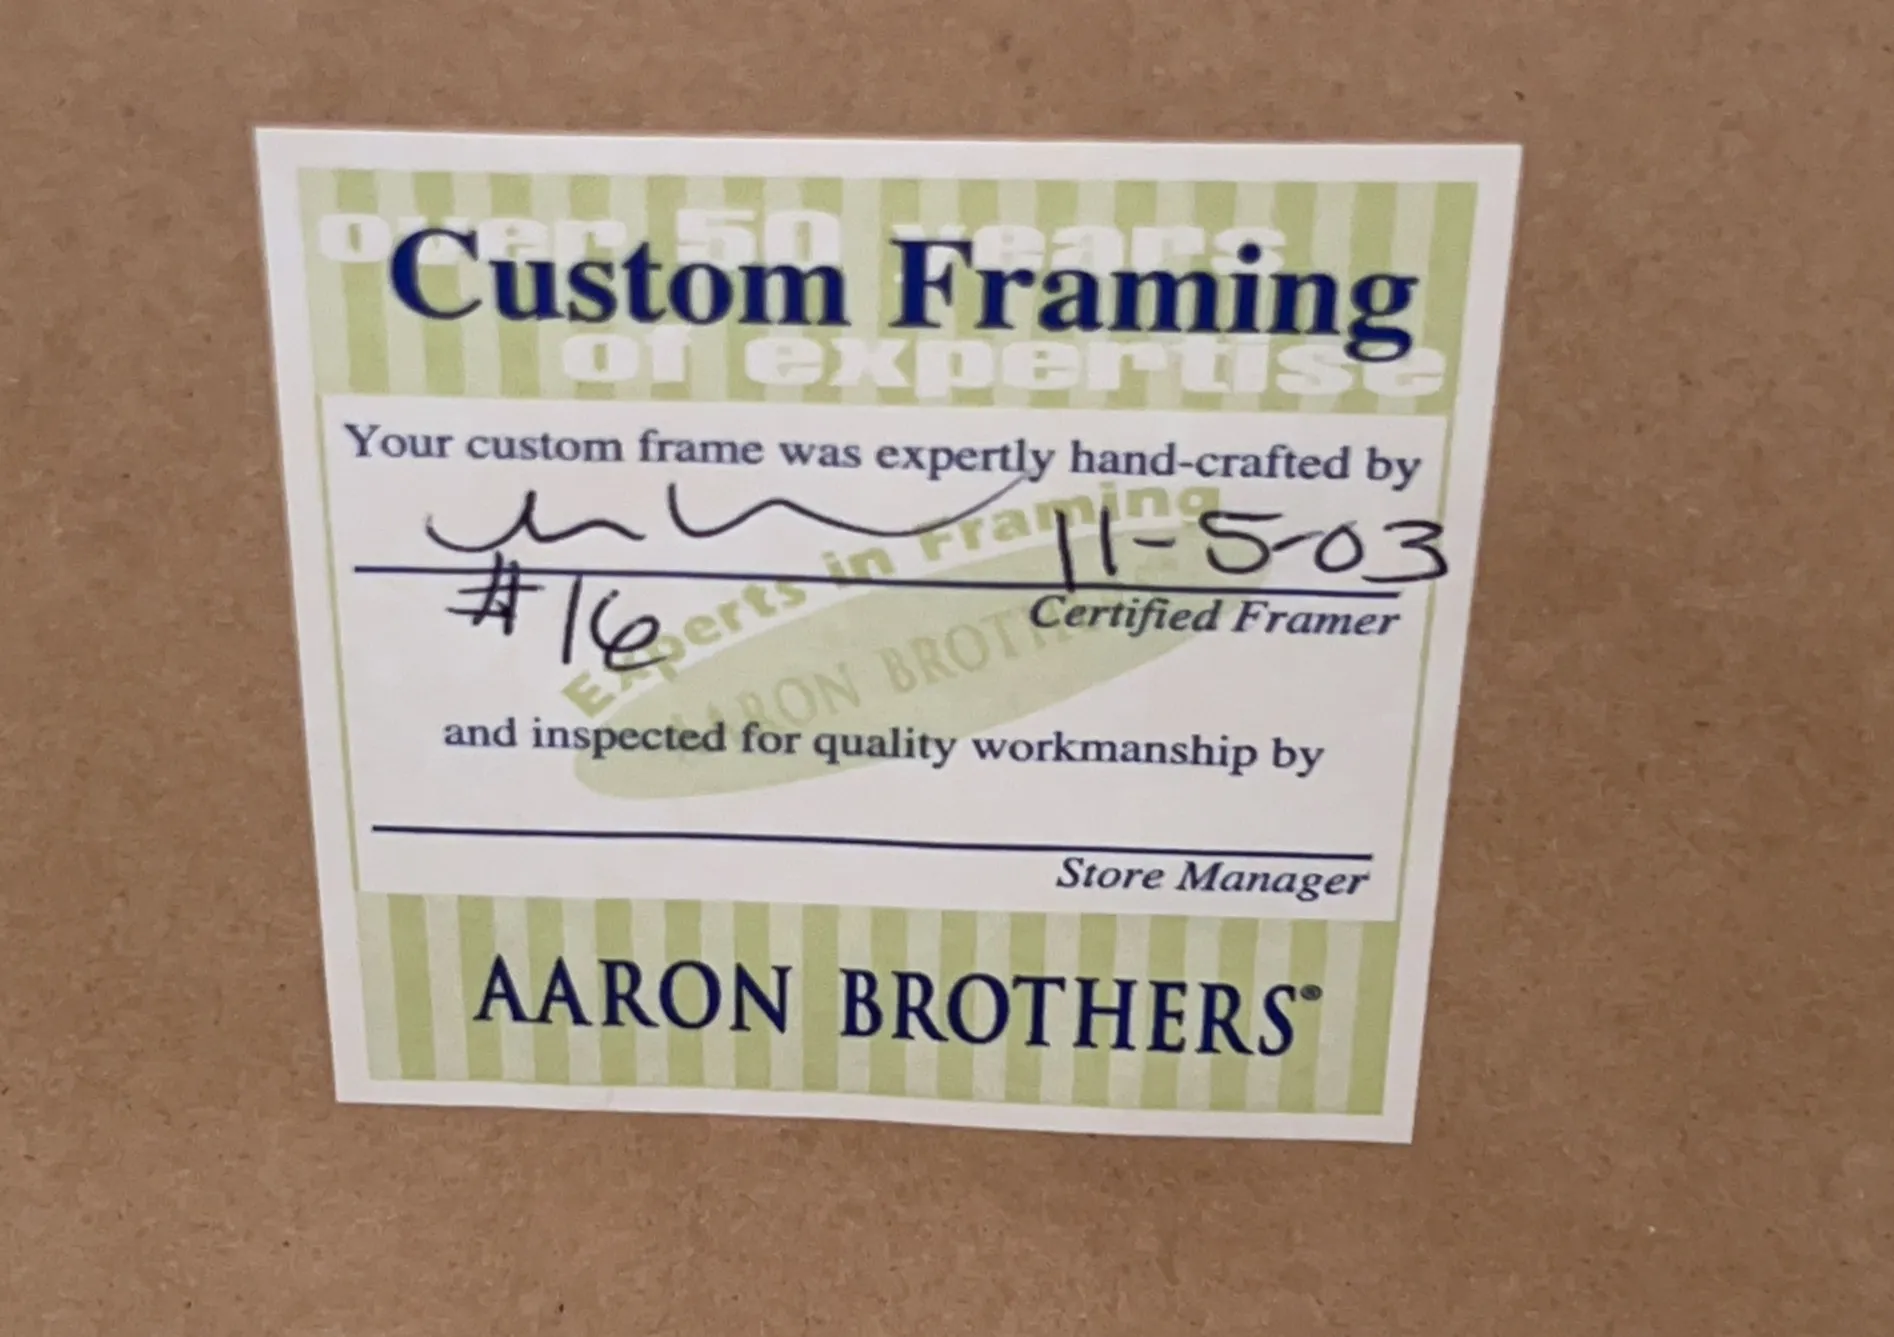 over 50 years
Custom Framing
of expertise
Your custom frame was expertly hand-crafted by
11-5-03
Experts in Framing
#16
Certified Framer
AARON BROTHERS
and inspected for quality workmanship by
Store Manager
AARON BROTHERS®